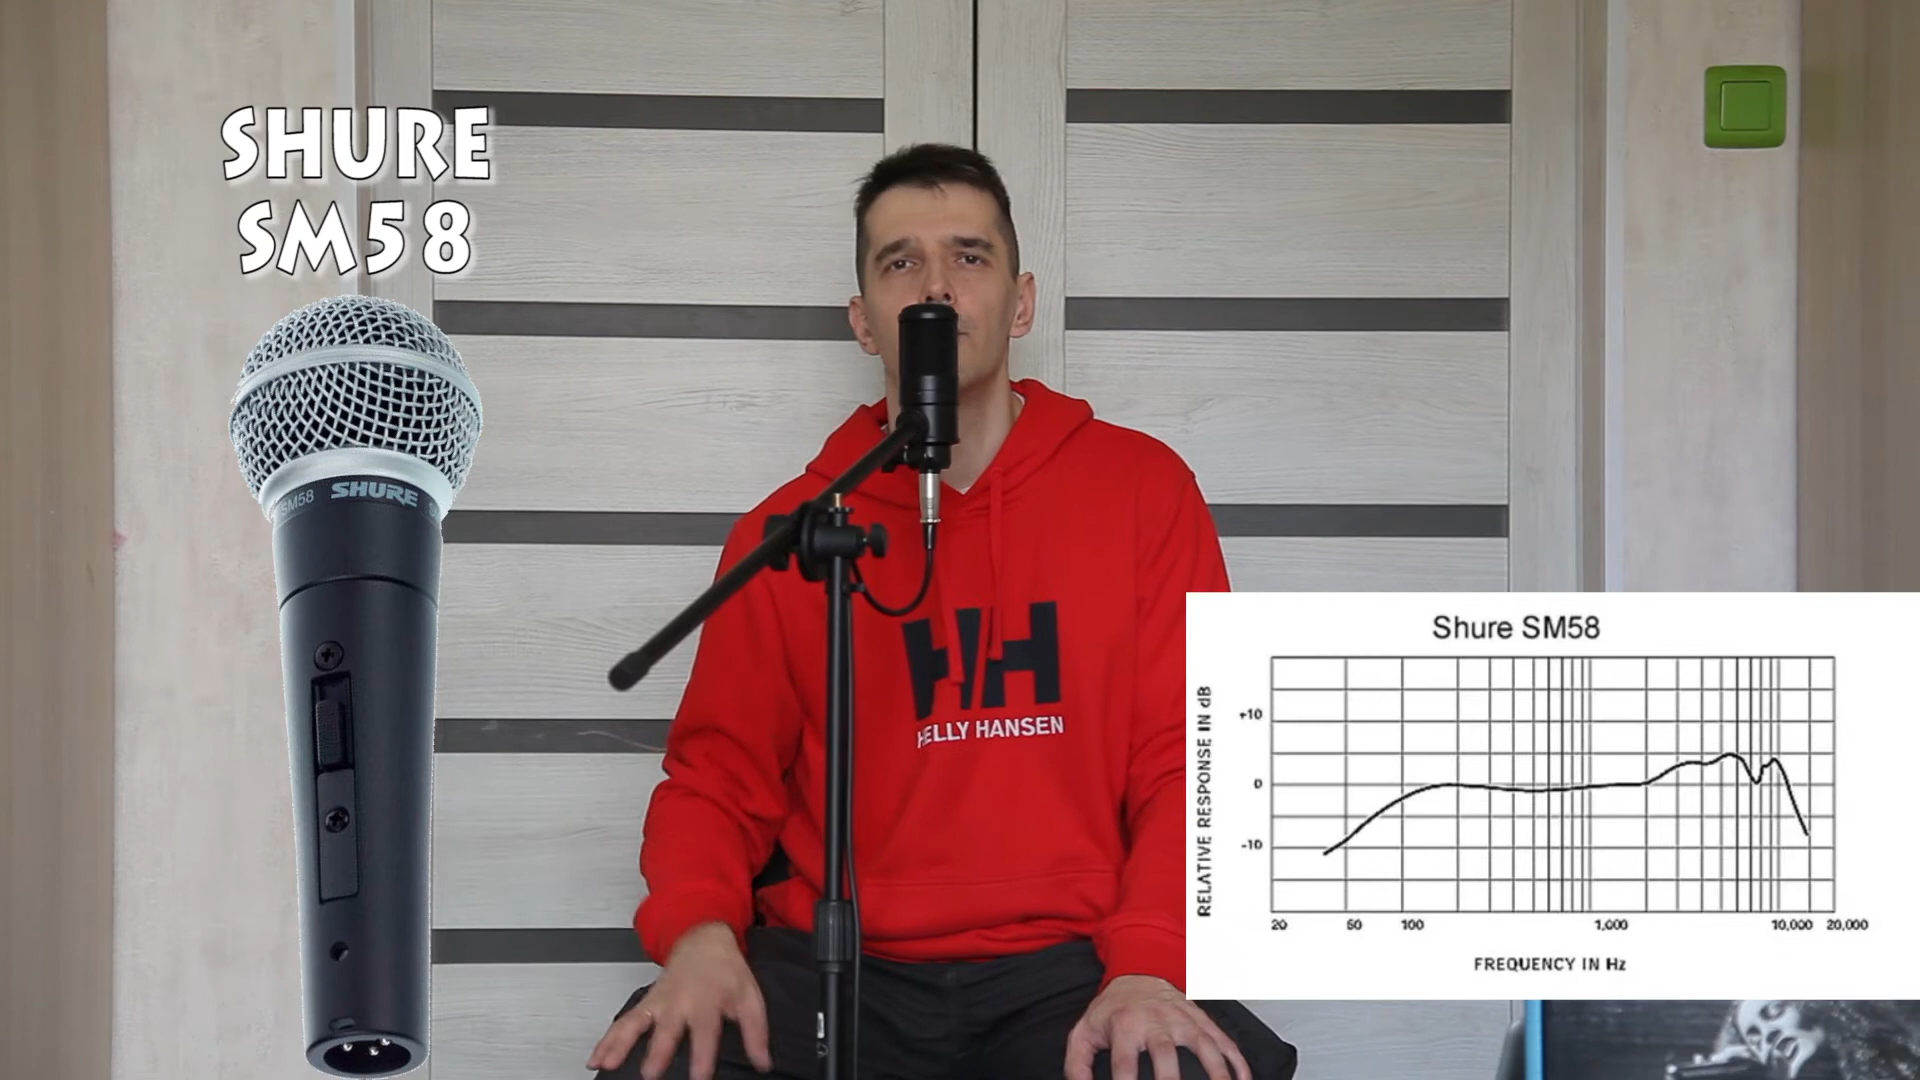 SHURE
SM58
SM58 SHURE
HELLY HANSEN
Shure SM58
RELATIVE RESPONSE IN dB
+10
0
-10
20 50 100 1,000 10,000 20,000
FREQUENCY IN Hz